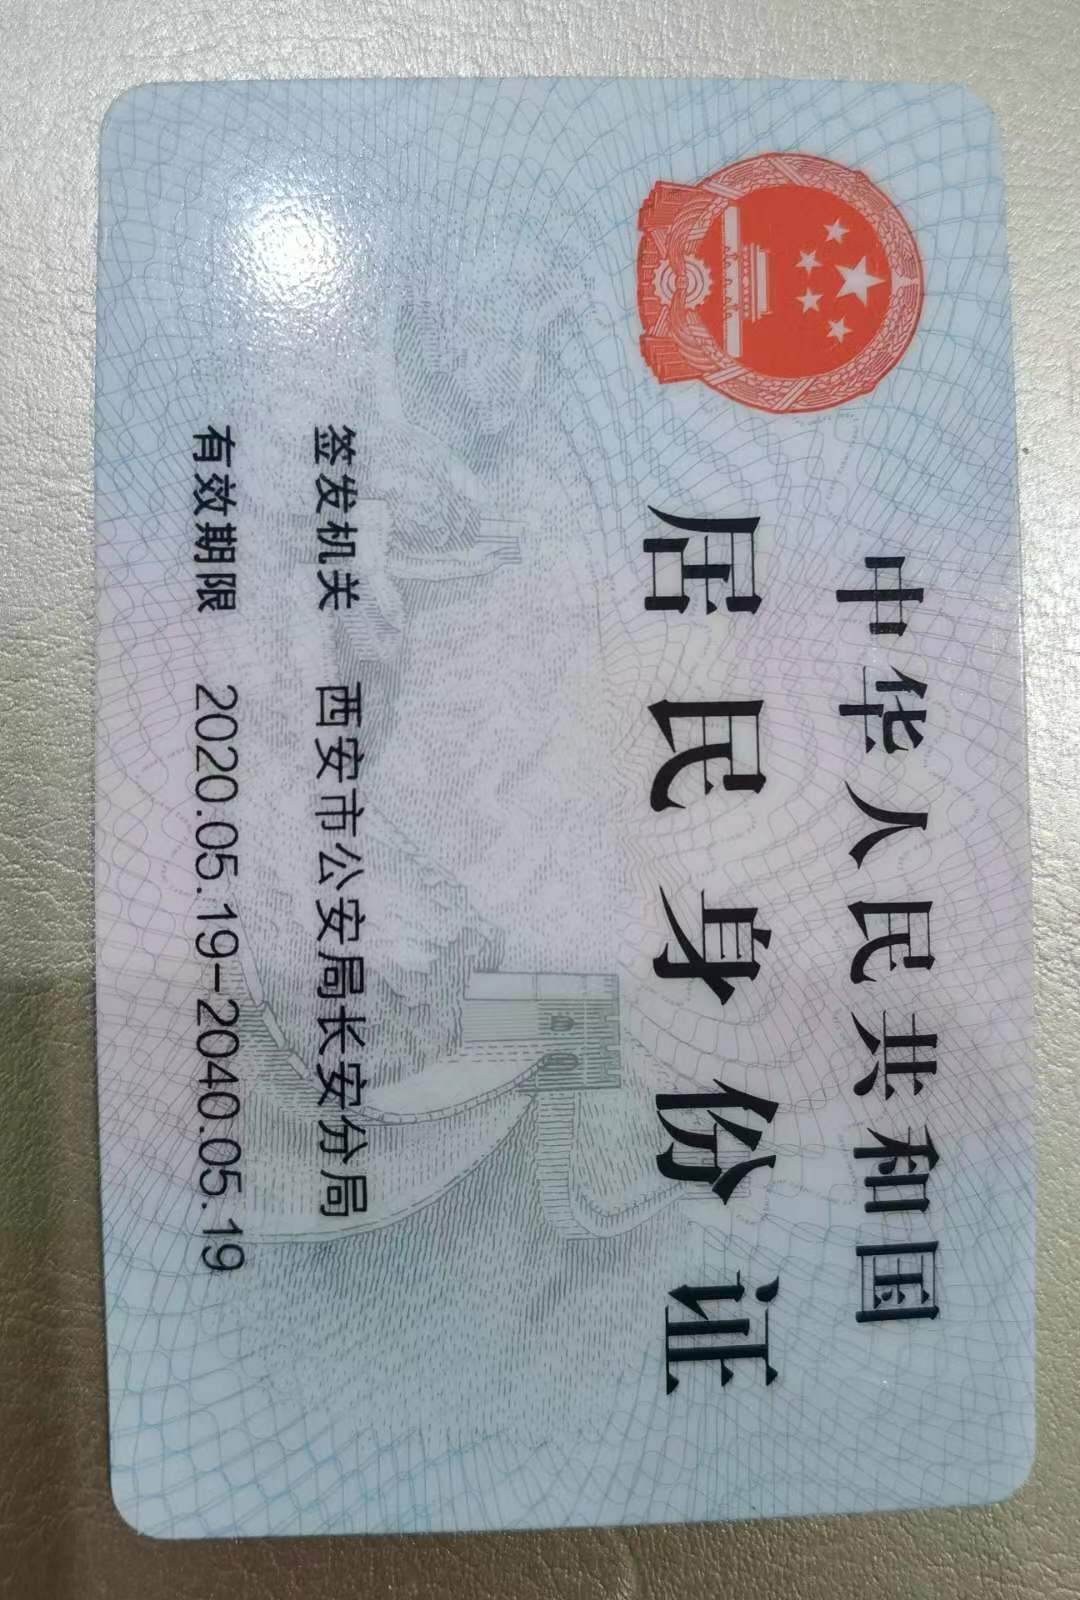 中华人民共和国
居民身份证
签发机关 西安市公安局长安分局
有效期限 2020.05.19-2040.05.19